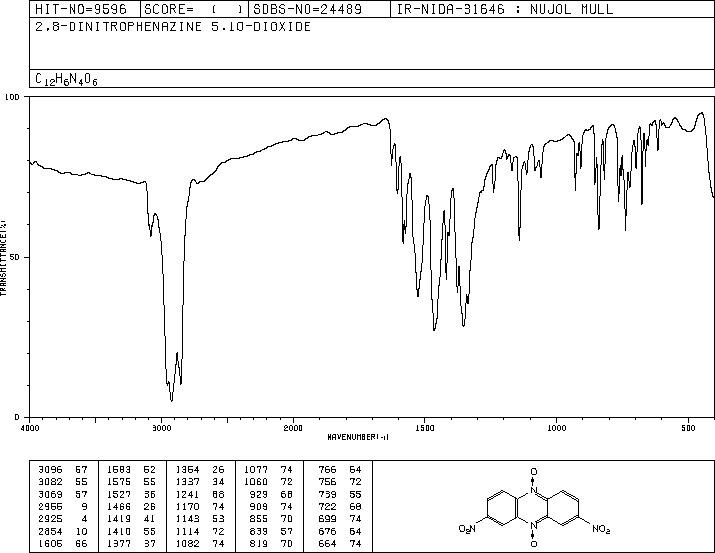 HIT-NO=9596 SCORE= ( ) SDBS-NO=24489 IR-NIDA-31646 : NUJOL MULL
2,8-DINITROPHENAZINE 5,10-DIOXIDE
C12H6N4O6
100
50
0
TRANSMITTANCE(%)
4000 3000 2000 1500 1000 500
WAVENUMBER(-1)
3096 57 1583 52 1354 26 1077 74 766 64
3082 55 1575 55 1337 34 1060 72 756 72
3069 57 1527 36 1241 68 929 68 739 55
2955 9 1466 26 1170 74 909 74 722 68
2925 4 1419 41 1143 53 855 70 699 74
2854 10 1410 55 1114 72 839 57 676 64
1605 66 1377 37 1082 74 819 70 664 74
O
N
N
O
O2N
NO2